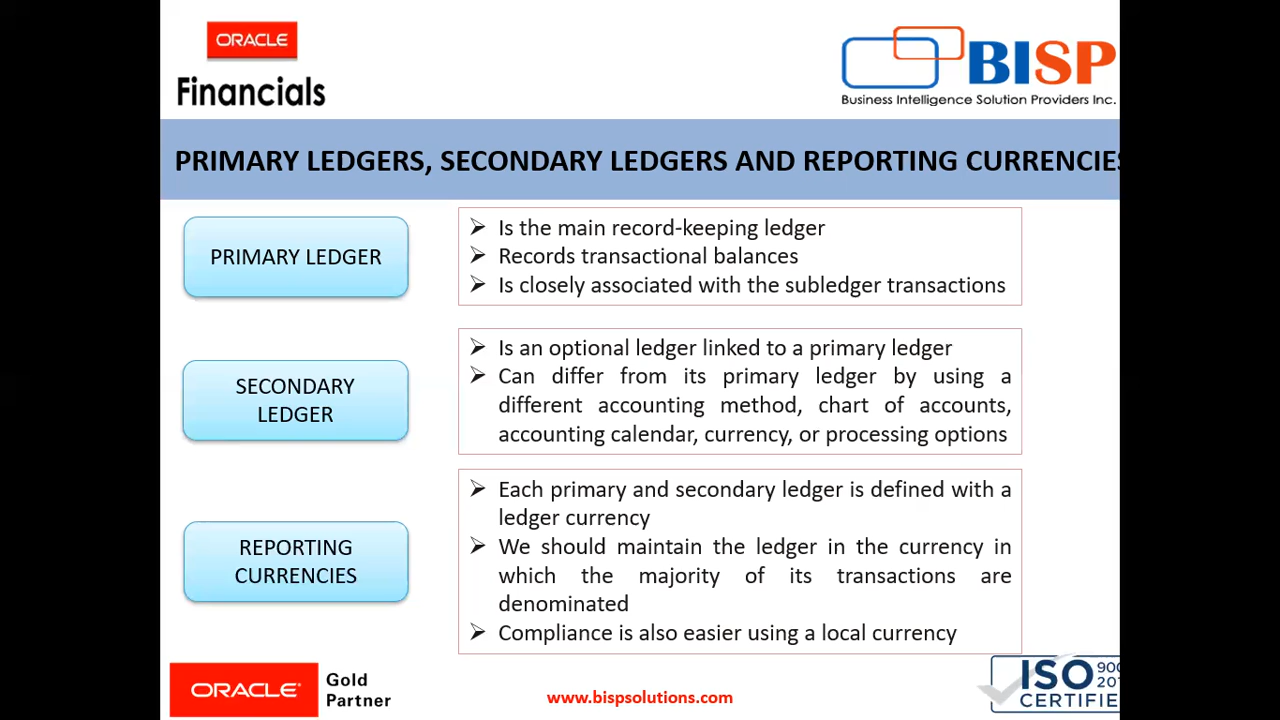 ORACLE
Financials
BISP
Business Intelligence Solution Providers Inc.
PRIMARY LEDGERS, SECONDARY LEDGERS AND REPORTING CURRENCIES
PRIMARY LEDGER
➢ Is the main record-keeping ledger
➢ Records transactional balances
➢ Is closely associated with the subledger transactions
SECONDARY
LEDGER
➢ Is an optional ledger linked to a primary ledger
➢ Can differ from its primary ledger by using a
different accounting method, chart of accounts,
accounting calendar, currency, or processing options
REPORTING
CURRENCIES
➢ Each primary and secondary ledger is defined with a
ledger currency
➢ We should maintain the ledger in the currency in
which the majority of its transactions are
denominated
➢ Compliance is also easier using a local currency
ORACLE
Gold
Partner
www.bispsolutions.com
ISO
CERTIFIE